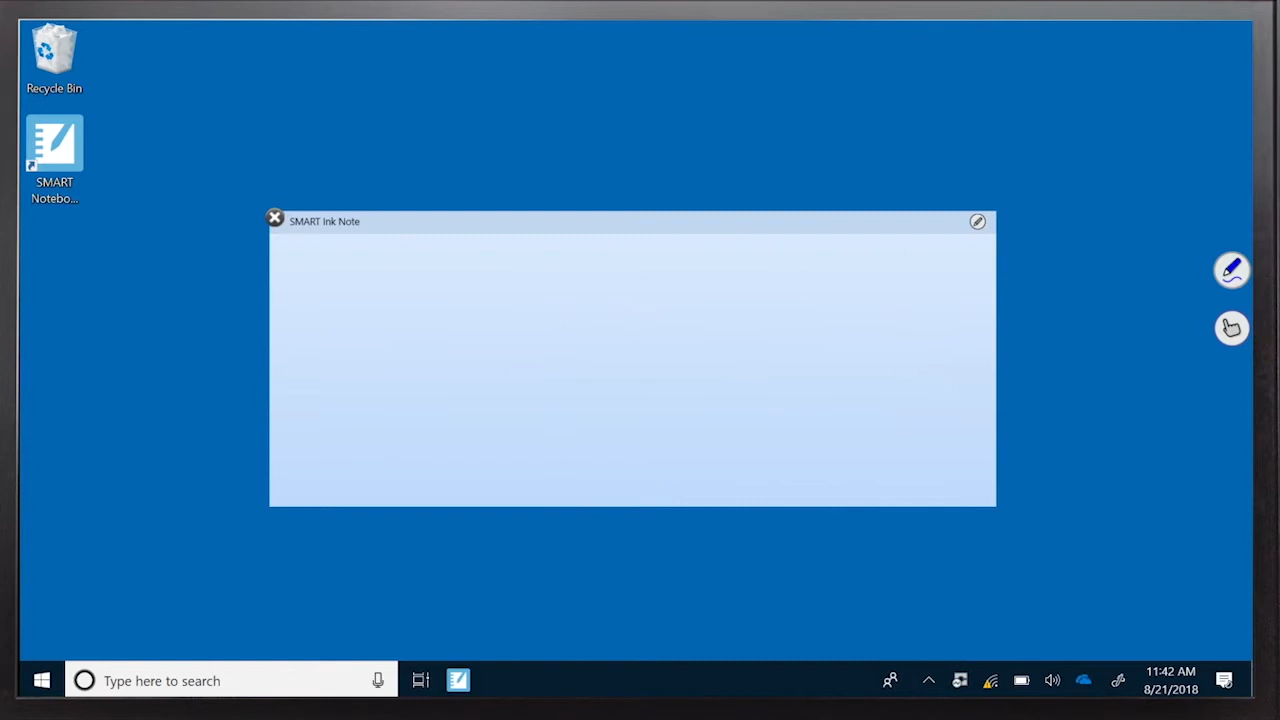 Recycle Bin
SMART
Notebo...
SMART Ink Note
Type here to search
11:42 AM
8/21/2018